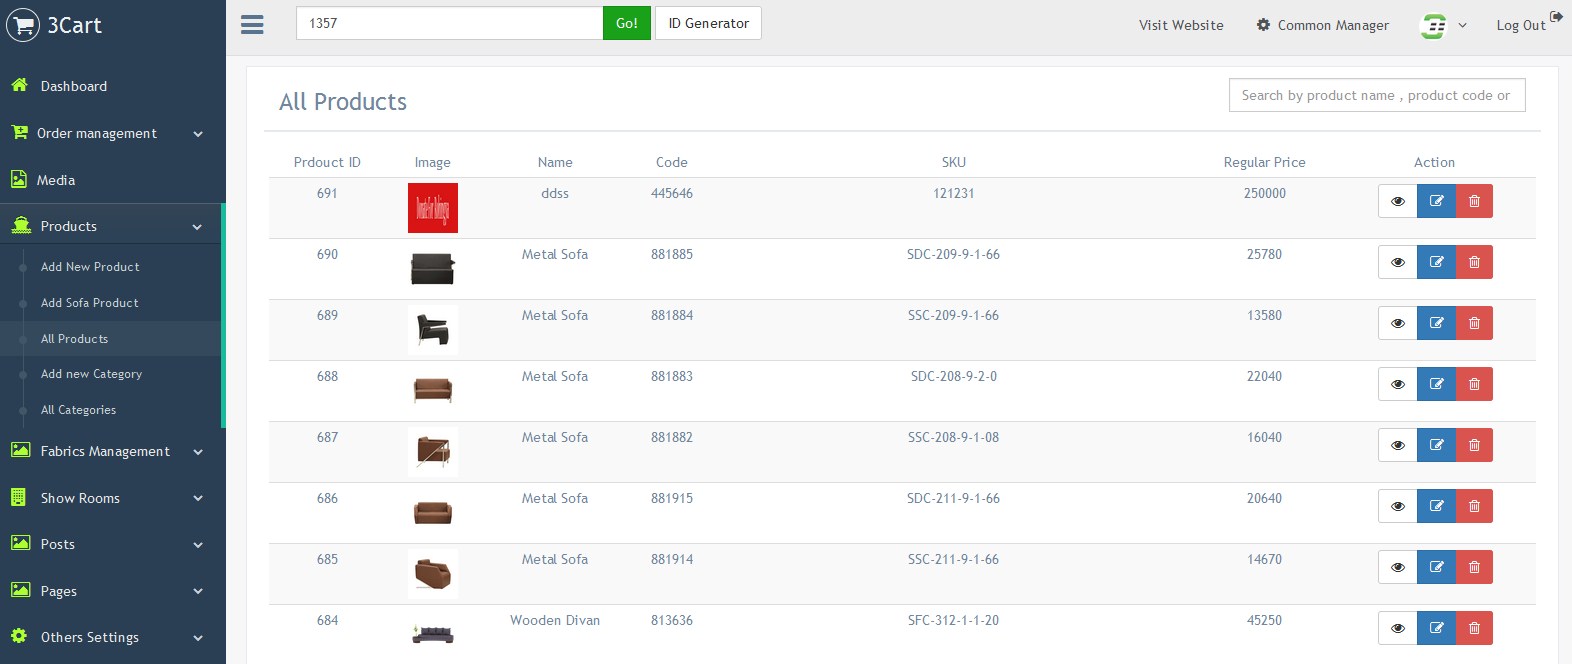 3Cart
1357 Go! ID Generator
Visit Website Common Manager Log Out
Dashboard
Order management
Media
Products
Add New Product
Add Sofa Product
All Products
Add new Category
All Categories
Fabrics Management
Show Rooms
Posts
Pages
Others Settings
All Products
Search by product name , product code or
Prdouct ID Image Name Code SKU Regular Price Action
691 ddss 445646 121231 250000
690 Metal Sofa 881885 SDC-209-9-1-66 25780
689 Metal Sofa 881884 SSC-209-9-1-66 13580
688 Metal Sofa 881883 SDC-208-9-2-0 22040
687 Metal Sofa 881882 SSC-208-9-1-08 16040
686 Metal Sofa 881915 SDC-211-9-1-66 20640
685 Metal Sofa 881914 SSC-211-9-1-66 14670
684 Wooden Divan 813636 SFC-312-1-1-20 45250